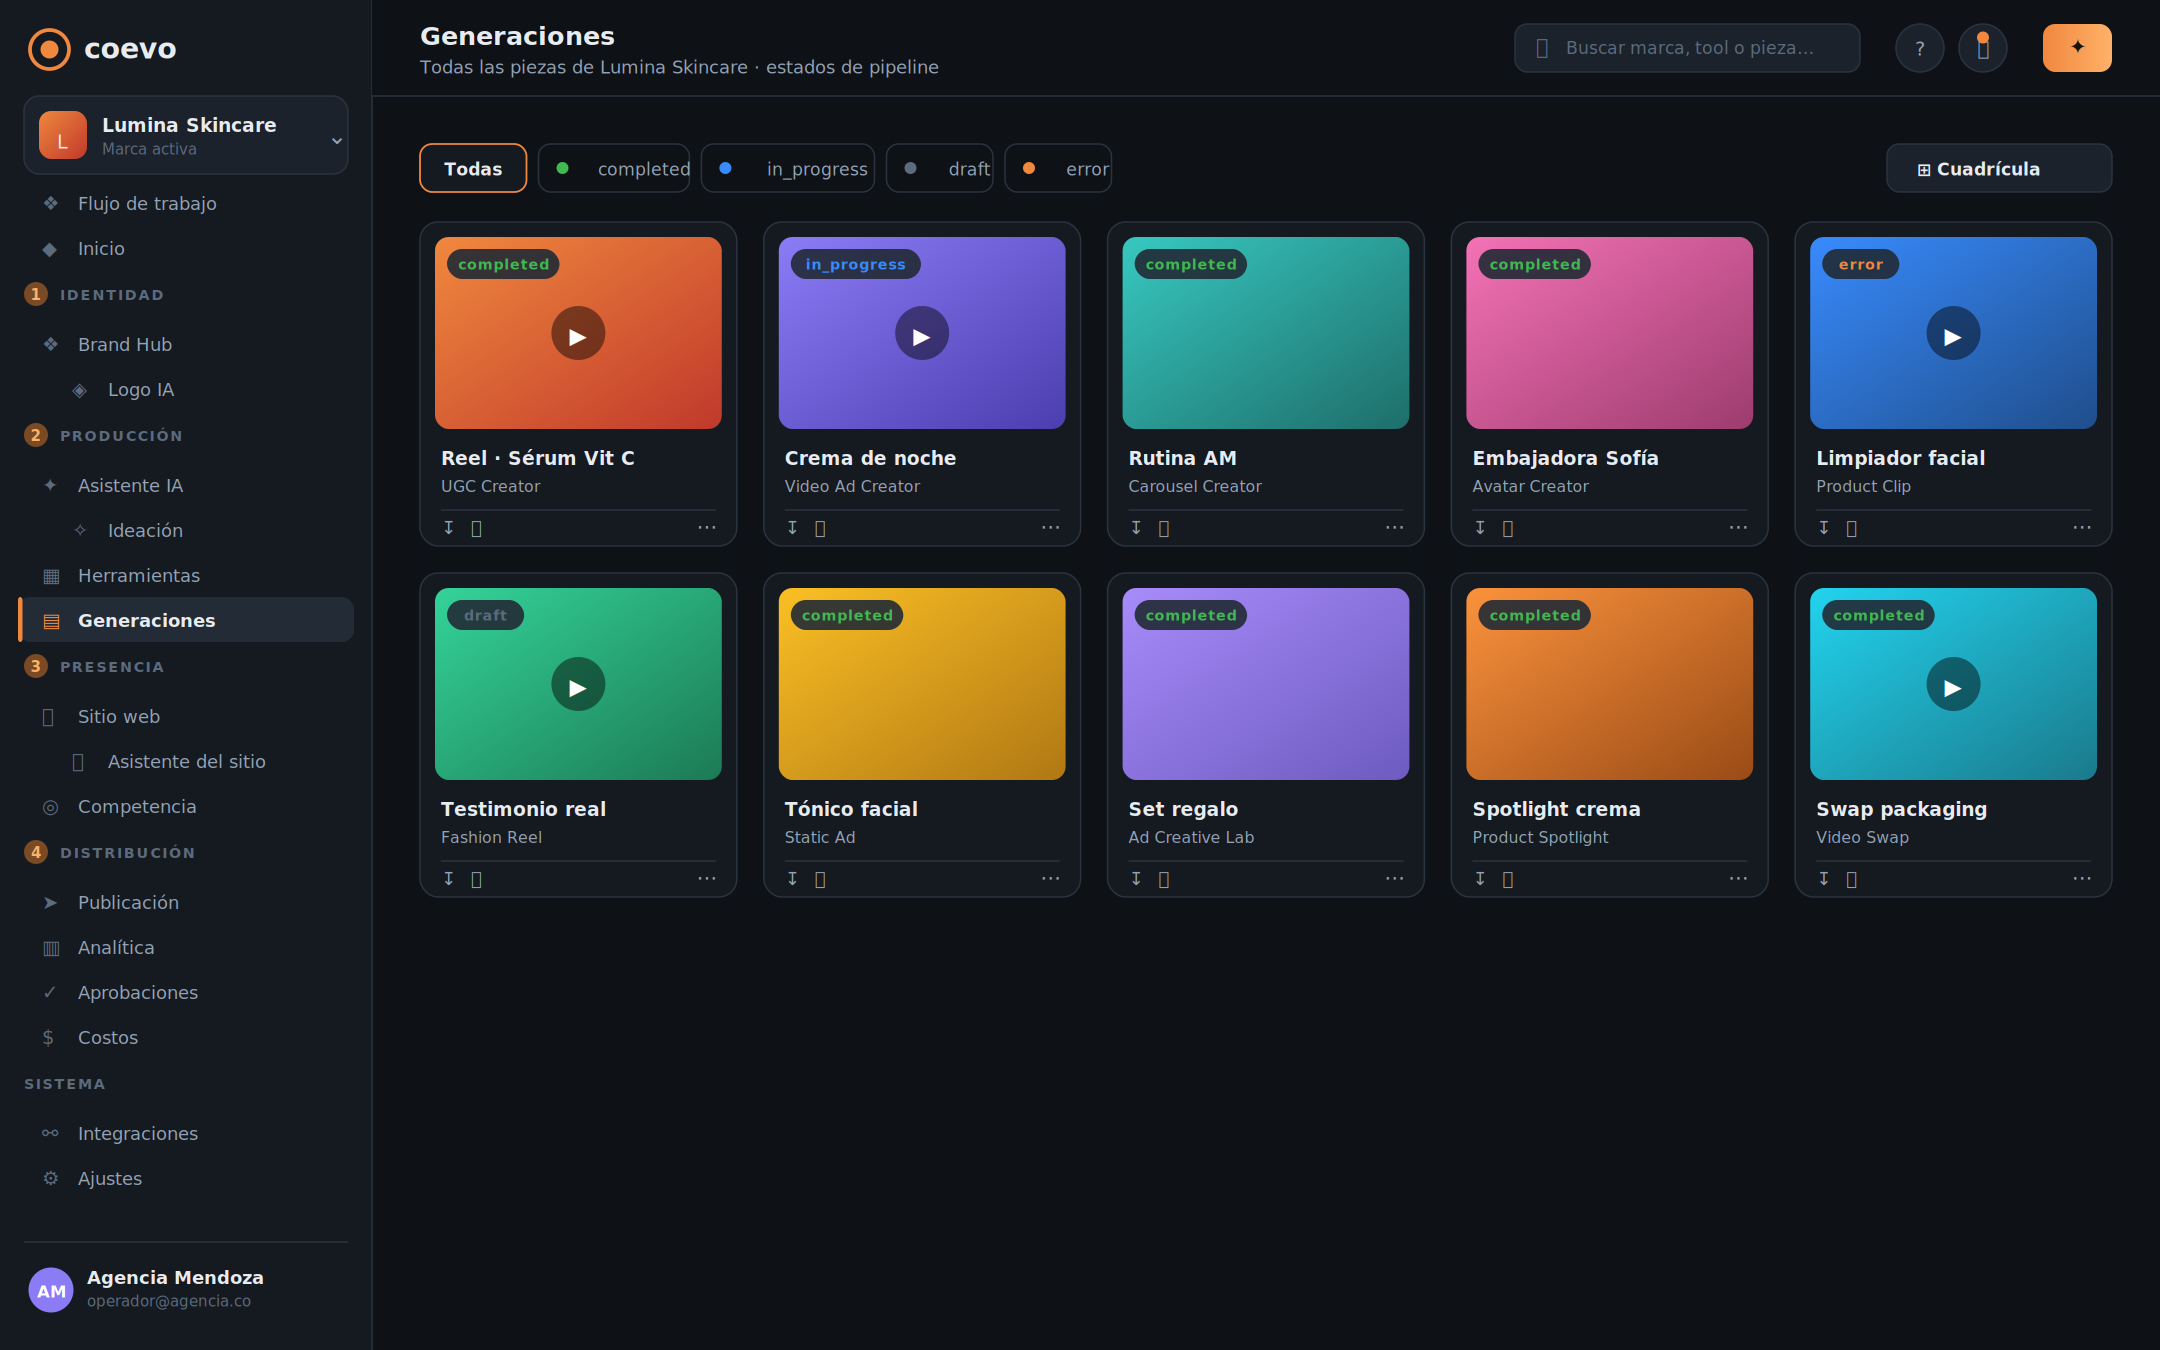 coevo
L
Lumina Skincare
Marca activa
Flujo de trabajo
Inicio
1 IDENTIDAD
Brand Hub
Logo IA
2 PRODUCCIÓN
Asistente IA
Ideación
Herramientas
Generaciones
3 PRESENCIA
Sitio web
Asistente del sitio
Competencia
4 DISTRIBUCIÓN
Publicación
Analítica
Aprobaciones
$ Costos
SISTEMA
Integraciones
Ajustes
AM
Agencia Mendoza
operador@agencia.co
Generaciones
Todas las piezas de Lumina Skincare · estados de pipeline
Buscar marca, tool o pieza...
?
Todas
completed
in_progress
draft
error
Cuadrícula
completed
Reel · Sérum Vit C
UGC Creator
in_progress
Crema de noche
Video Ad Creator
completed
Rutina AM
Carousel Creator
completed
Embajadora Sofía
Avatar Creator
error
Limpiador facial
Product Clip
draft
Testimonio real
Fashion Reel
completed
Tónico facial
Static Ad
completed
Set regalo
Ad Creative Lab
completed
Spotlight crema
Product Spotlight
completed
Swap packaging
Video Swap